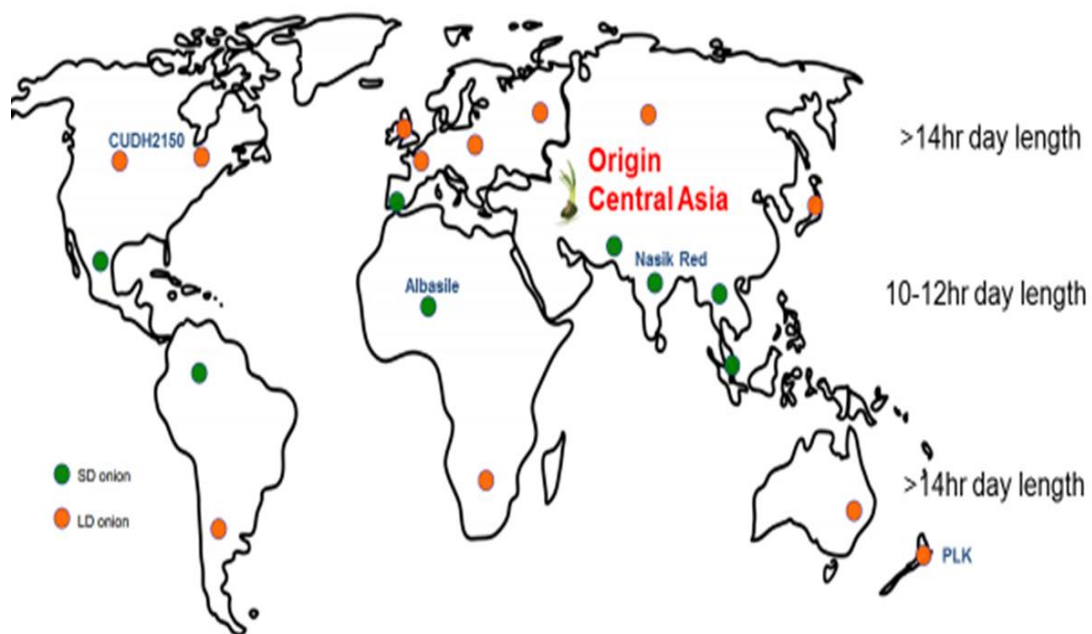 >14hr day length
CUDH2150
Origin
Central Asia
Nasik Red
Albasile
10-12hr day length
SD onion
LD onion
>14hr day length
PLK